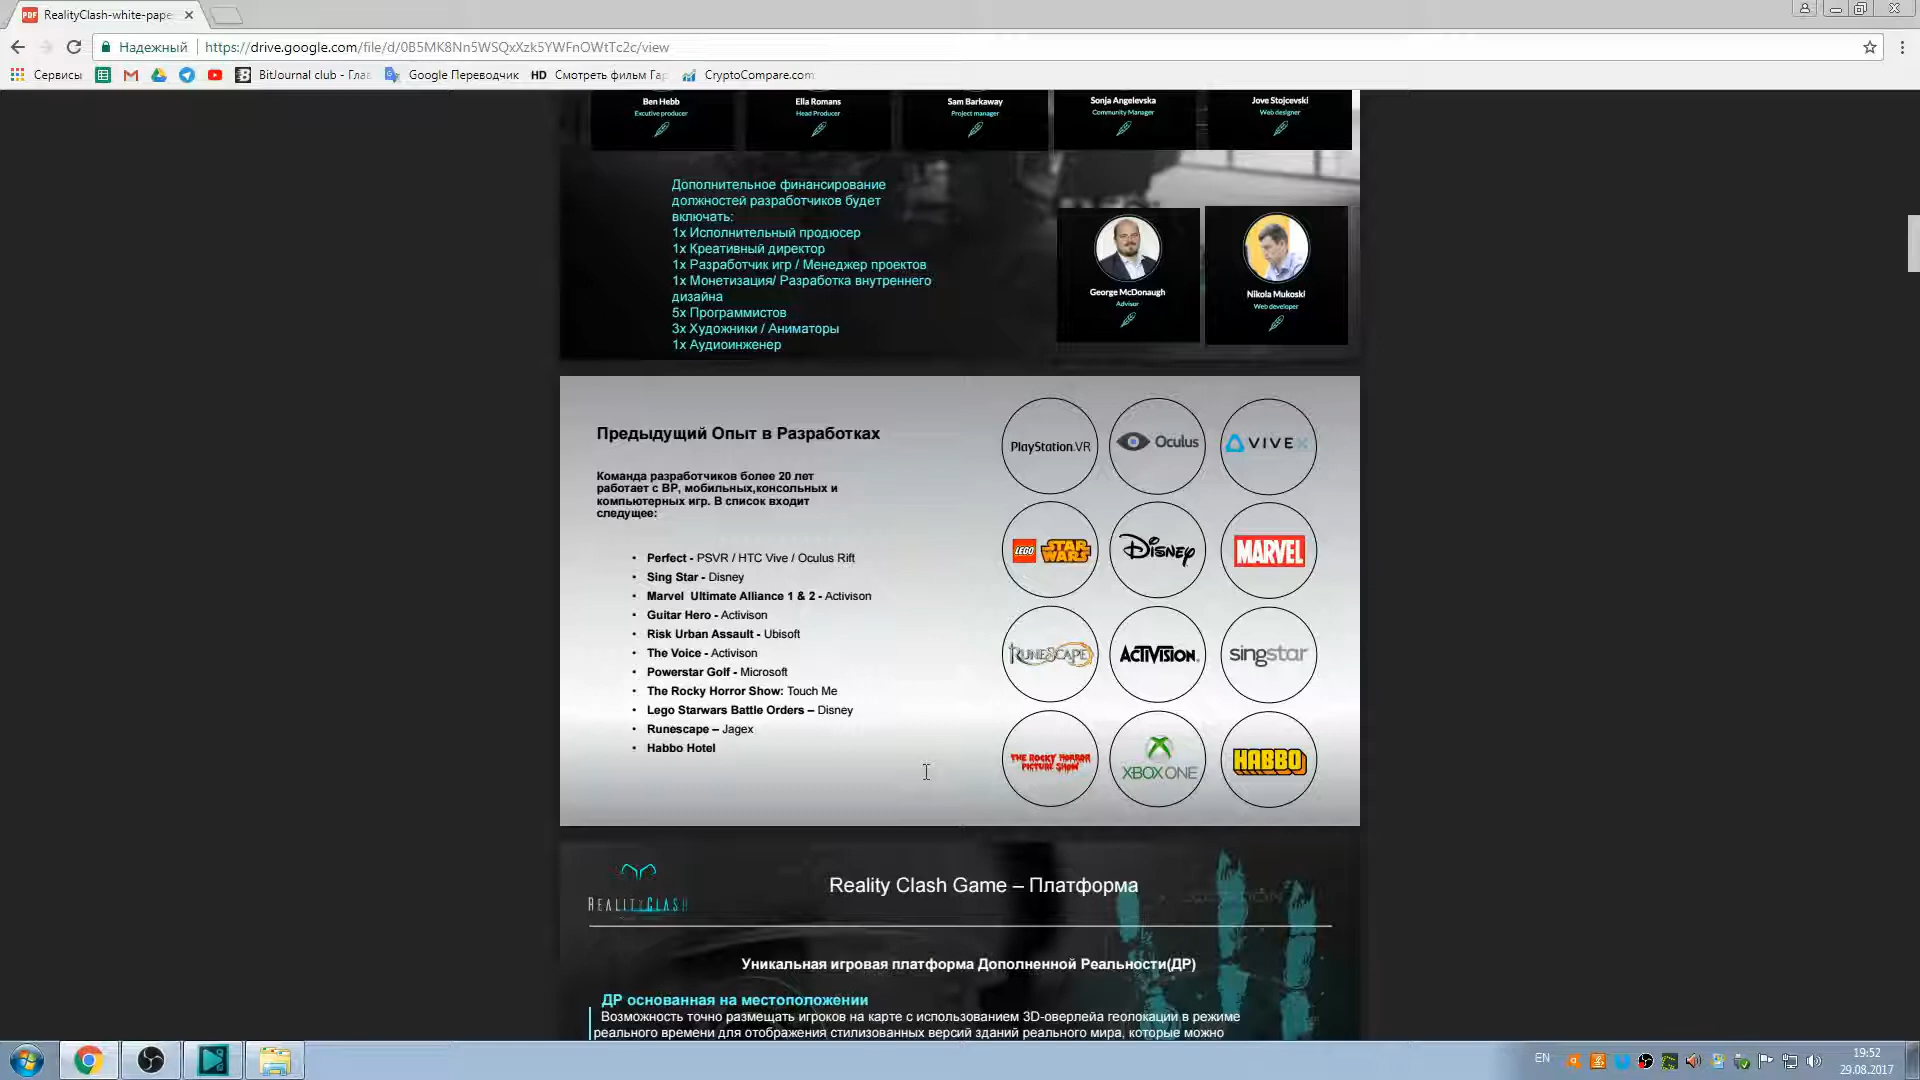 RealityClash-white-pape
Надежный
https://drive.google.com/file/d/0B5MK8Nn5WSQxXzk5YWFnOWtTc2c/view
Сервисы
BitJournal club - Гла
Google Переводчик
HD Смотреть фильм Гар
CryptoCompare.com
Ben Hebb
Excutive producer
Ella Romans
Head Producer
Sam Barkaway
Project manager
Sonja Angelevska
Community Manager
Jove Stojcevski
Web designer
Дополнительное финансирование
должностей разработчиков будет
включать:
1x Исполнительный продюсер
1x Креативный директор
1x Разработчик игр / Менеджер проектов
1x Монетизация/ Разработка внутреннего
дизайна
5x Программистов
3x Художники / Аниматоры
1x Аудиоинженер
George McDonaugh
Advisor
Nikola Mukoski
Web developer
Предыдущий Опыт в Разработках
Команда разработчиков более 20 лет
работает с ВР, мобильных,консольных и
компьютерных игр. В список входит
следущее:
• Perfect - PSVR / HTC Vive / Oculus Rift
• Sing Star - Disney
• Marvel Ultimate Alliance 1 & 2 - Activison
• Guitar Hero - Activison
• Risk Urban Assault - Ubisoft
• The Voice - Activison
• Powerstar Golf - Microsoft
• The Rocky Horror Show: Touch Me
• Lego Starwars Battle Orders – Disney
• Runescape – Jagex
• Habbo Hotel
PlayStation.VR
Oculus
VIVE X
LEGO STAR WARS
Disney
MARVEL
RUNESCAPE
ACTIVISION.
singstar
THE ROCKY HORROR
PICTURE SHOW
XBOX ONE
HABBO
REALITYCLASH
Reality Clash Game – Платформа
Уникальная игровая платформа Дополненной Реальности(ДР)
ДР основанная на местоположении
Возможность точно размещать игроков на карте с использованием 3D-оверлея геолокации в режиме
реального времени для отображения стилизованных версий зданий реального мира, которые можно
EN
19:52
29.08.2017